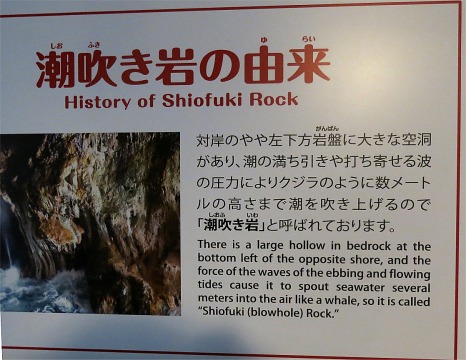 しお ふき ゆ らい
潮吹き岩の由来
History of Shiofuki Rock
がんばん
対岸のやや左下方岩盤に大きな空洞
があり、潮の満ち引きや打ち寄せる波
の圧力によりクジラのように数メート
ルの高さまで潮を吹き上げるので
しおふ いわ
「潮吹き岩」と呼ばれております。
There is a large hollow in bedrock at the
bottom left of the opposite shore, and the
force of the waves of the ebbing and flowing
tides cause it to spout seawater several
meters into the air like a whale, so it is called
“Shiofuki (blowhole) Rock.”